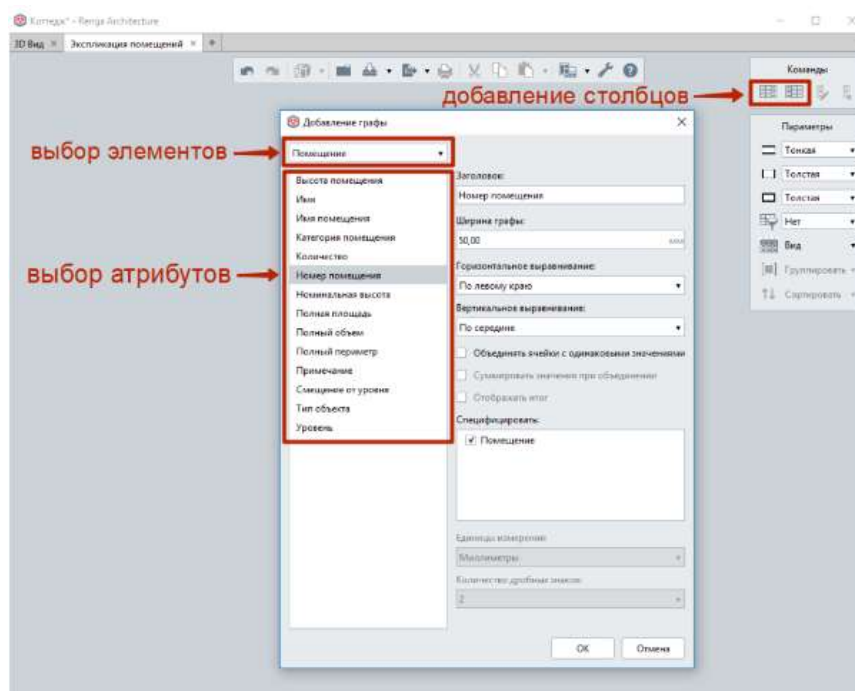 Коттедж* - Renga Architecture
3D Вид × Экспликация помещений × +
Команды
добавление столбцов
Добавление графы
выбор элементов
Помещения
Параметры
Тонкая
Толстая
Толстая
Нет
Вид
Группировать
Сортировать
выбор атрибутов
Высота помещения
Имя
Имя помещения
Категория помещения
Количество
Номер помещения
Номинальная высота
Полная площадь
Полный объем
Полный периметр
Примечание
Смещение от уровня
Тип объекта
Уровень
Заголовок:
Номер помещения
Ширина графы:
50,00 мм
Горизонтальное выравнивание:
По левому краю
Вертикальное выравнивание:
По середине
Объединять ячейки с одинаковыми значениями
Суммировать значения при объединении
Отображать итог
Специфицировать:
Помещение
Единицы измерения:
Миллиметры
Количество дробных знаков:
2
ОК Отмена